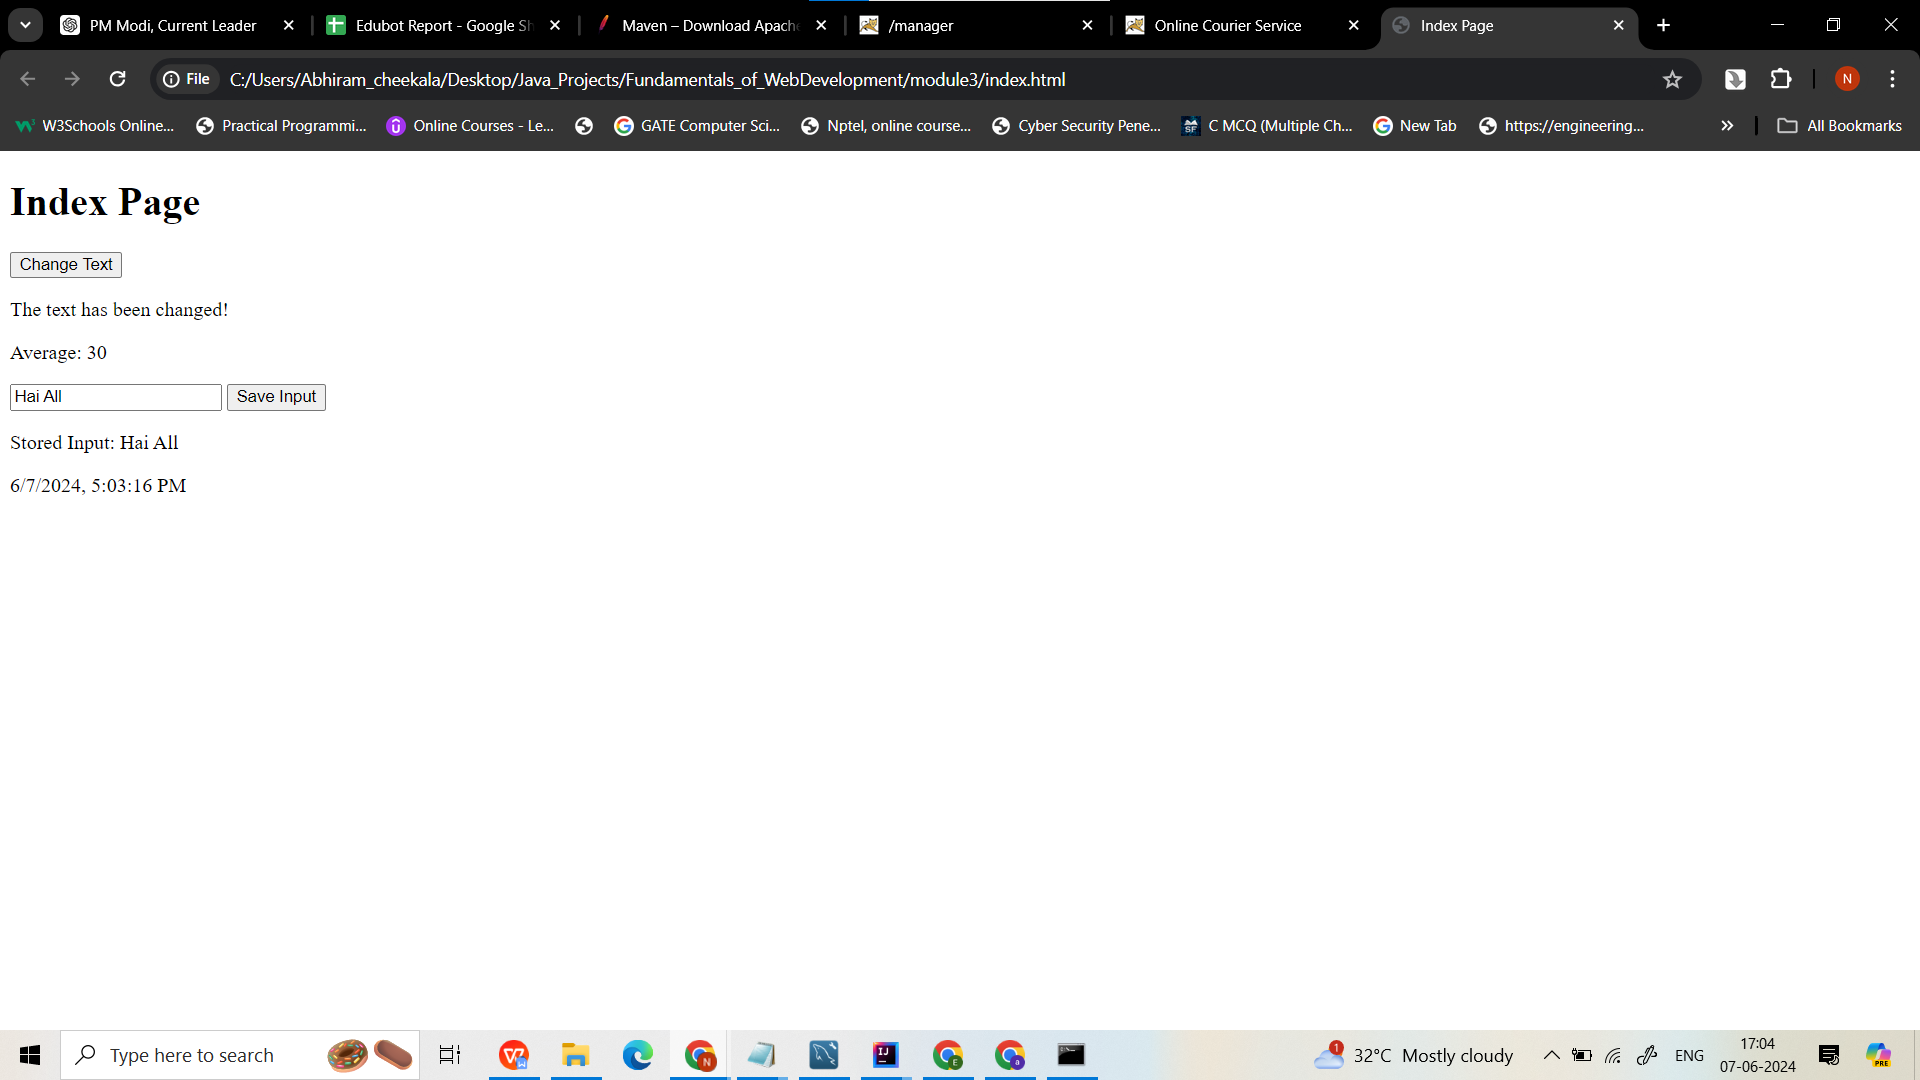 PM Modi, Current Leader
Edubot Report - Google Sh
Maven – Download Apache
/manager
Online Courier Service
Index Page
File
C:/Users/Abhiram_cheekala/Desktop/Java_Projects/Fundamentals_of_WebDevelopment/module3/index.html
N
W3Schools Online...
Practical Programmi...
Online Courses - Le...
GATE Computer Sci...
Nptel, online course...
Cyber Security Pene...
C MCQ (Multiple Ch...
New Tab
https://engineering...
All Bookmarks
Index Page
Change Text
The text has been changed!
Average: 30
Hai All
Save Input
Stored Input: Hai All
6/7/2024, 5:03:16 PM
Type here to search
1
32°C Mostly cloudy
ENG
17:04
07-06-2024